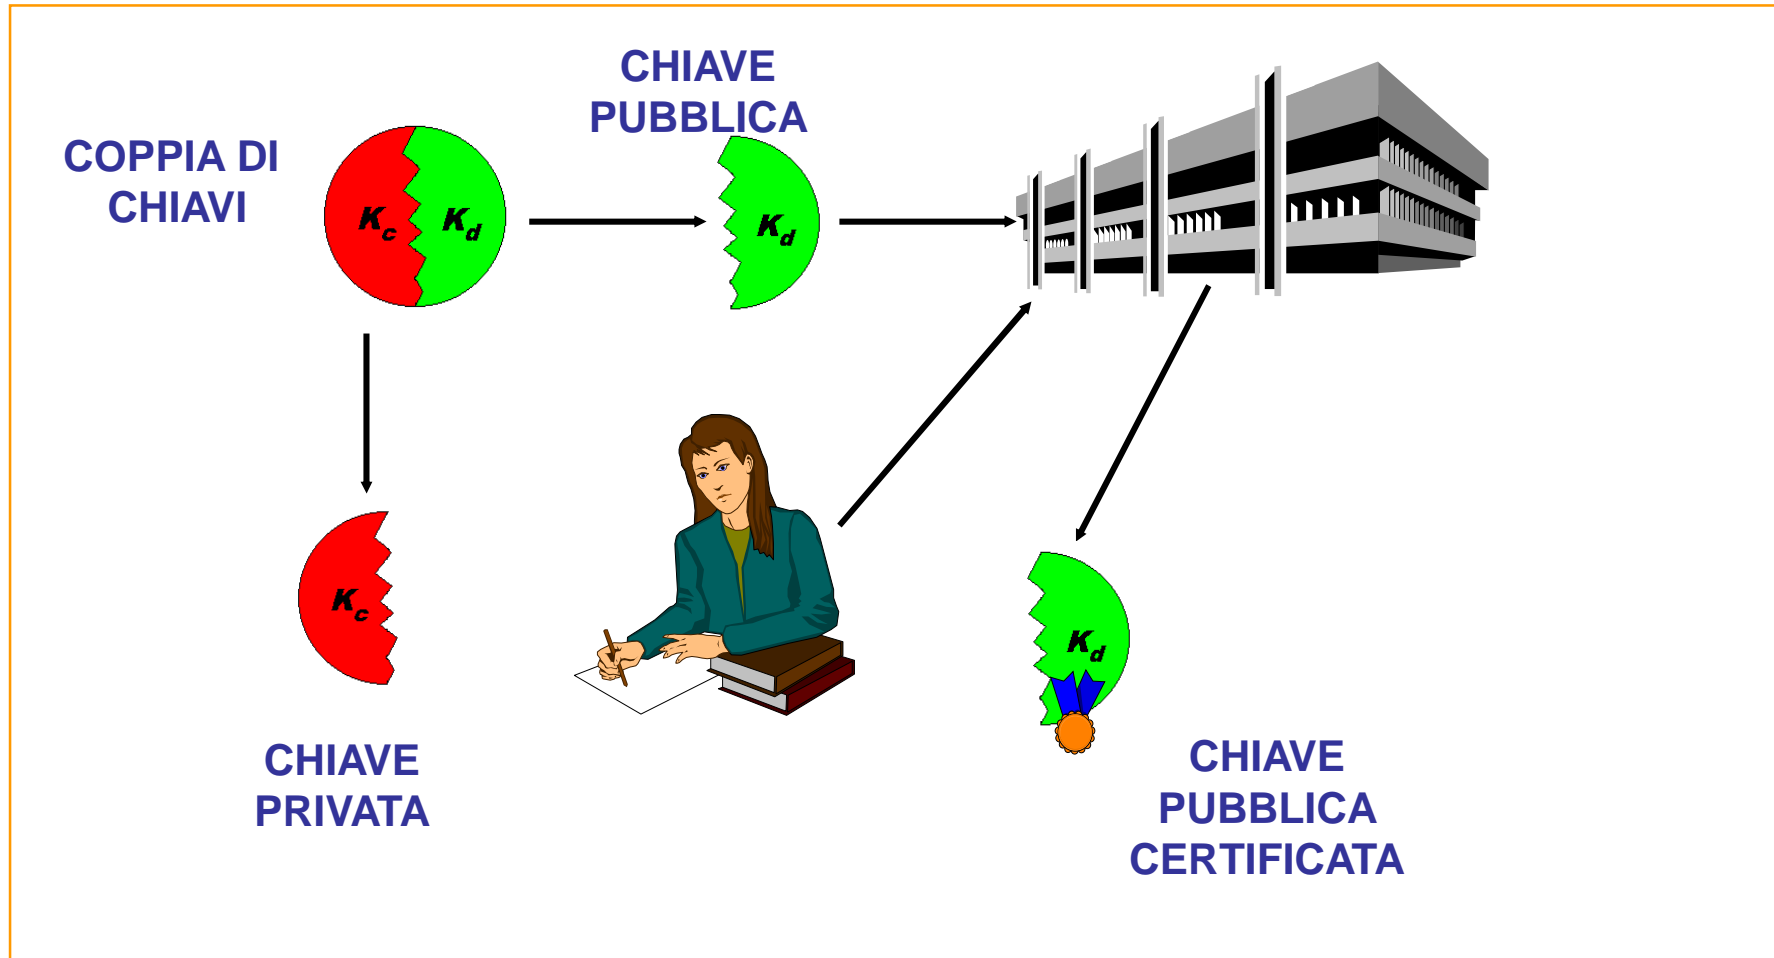 CHIAVE
PUBBLICA
COPPIA DI
CHIAVI
Kc Kd
Kd
Kc
Kd
CHIAVE
PRIVATA
CHIAVE
PUBBLICA
CERTIFICATA